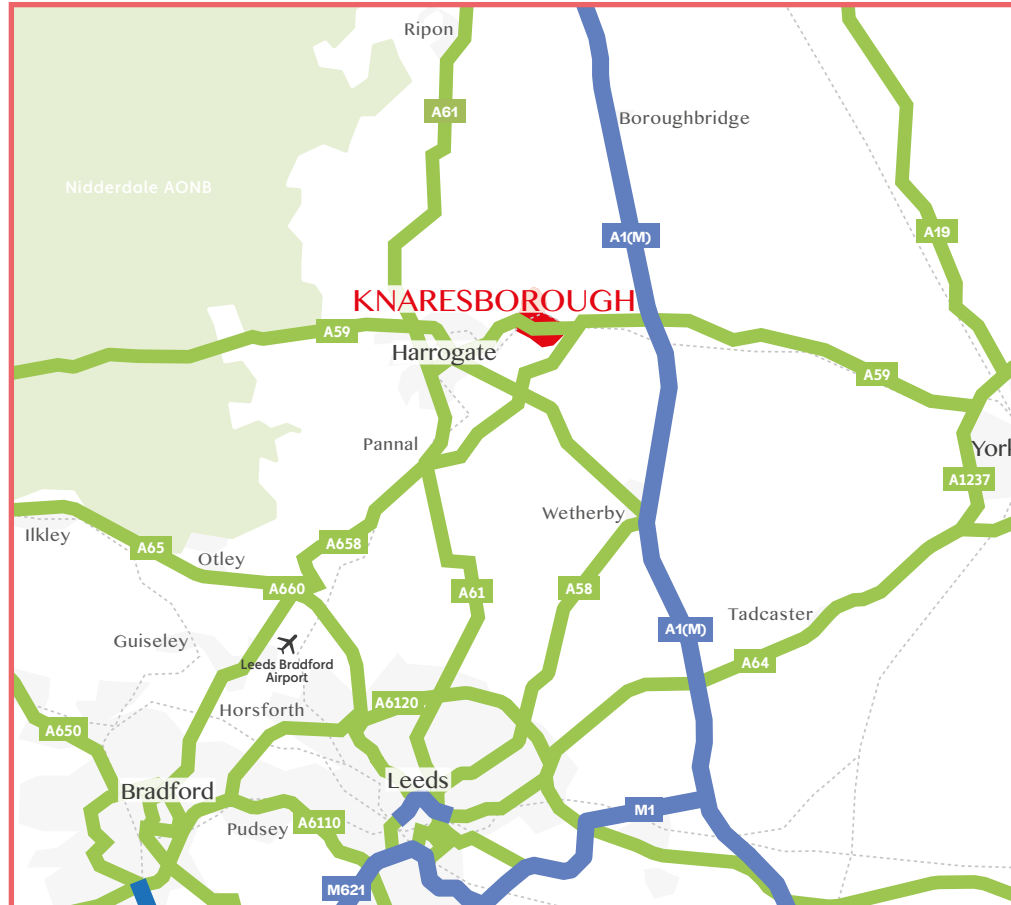 Ripon
A61
Boroughbridge
Nidderdale AONB
A19
A1(M)
KNARESBOROUGH
A59
Harrogate
A59
Pannal
York
A1237
Wetherby
Ilkley
A65
A658
Otley
A660
A61
A58
Tadcaster
A1(M)
Guiseley
Leeds Bradford
Airport
A64
A6120
Horsforth
A650
Leeds
Bradford
M1
Pudsey
A6110
M621